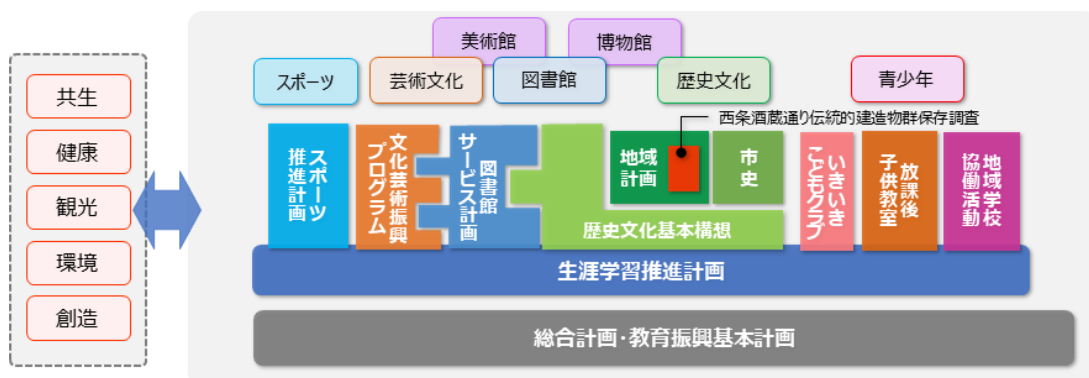 共生
健康
観光
環境
創造
美術館
博物館
スポーツ
芸術文化
図書館
歴史文化
青少年
西条酒蔵通り伝統的建造物群保存調査
スポーツ
推進計画
文化芸術振興
プログラム
図書館
サービス計画
地域
計画
市史
歴史文化基本構想
いきいき
こどもクラブ
放課後
子供教室
地域学校
協働活動
生涯学習推進計画
総合計画・教育振興基本計画